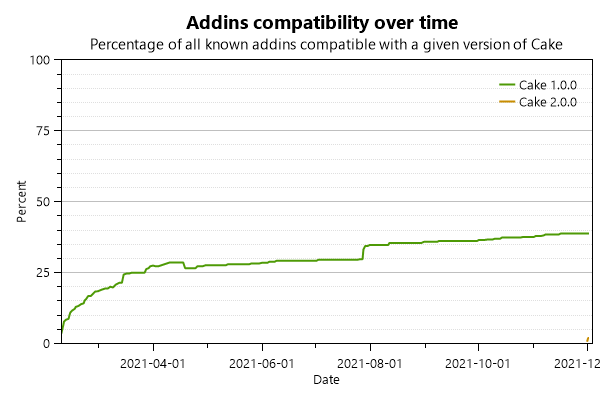 Addins compatibility over time
Percentage of all known addins compatible with a given version of Cake
100
75
50
25
0
Percent
Cake 1.0.0
Cake 2.0.0
2021-04-01
2021-06-01
2021-08-01
2021-10-01
2021-12
Date